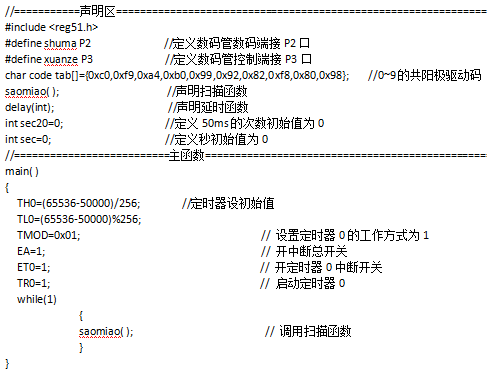 //===========声明区==============================================================
#include <reg51.h>
#define shuma P2 //定义数码管数码端接 P2 口
#define xuanze P3 //定义数码管控制端接 P3 口
char code tab[]={0xc0,0xf9,0xa4,0xb0,0x99,0x92,0x82,0xf8,0x80,0x98}; //0~9 的共阳极驱动码
saomiao( ); //声明扫描函数
delay(int); //声明延时函数
int sec20=0; //定义 50ms 的次数初始值为 0
int sec=0; //定义秒初始值为 0
//==========================主函数===============================================
main( )
{
TH0=(65536-50000)/256; //定时器设初始值
TL0=(65536-50000)%256;
TMOD=0x01; // 设置定时器 0 的工作方式为 1
EA=1; // 开中断总开关
ET0=1; // 开定时器 0 中断开关
TR0=1; // 启动定时器 0
while(1)
{
saomiao( ); // 调用扫描函数
}
}